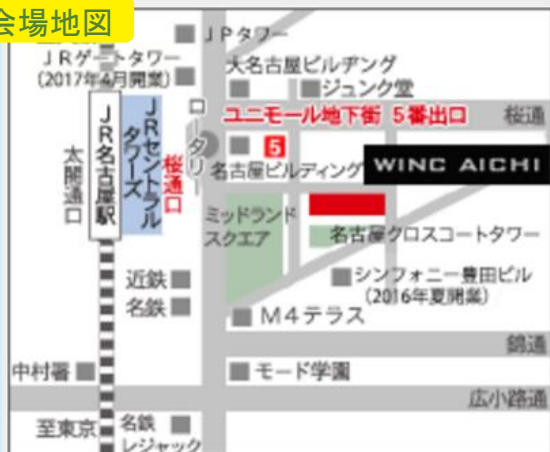 会場地図
JPタワー
JRゲートタワー
(2017年4月開業)
大名古屋ビルヂング
ジュンク堂
ユニモール地下街 5番出口
桜通
ロータリー
5
名古屋ビルディング
WINC AICHI
JR名古屋駅
JRセントラル
タワーズ
桜通口
太閤通口
ミッドランド
スクエア
名古屋クロスコートタワー
近鉄
シンフォニー豊田ビル
(2016年夏開業)
名鉄
M4テラス
錦通
中村署
モード学園
広小路通
至東京
名鉄
レジャック